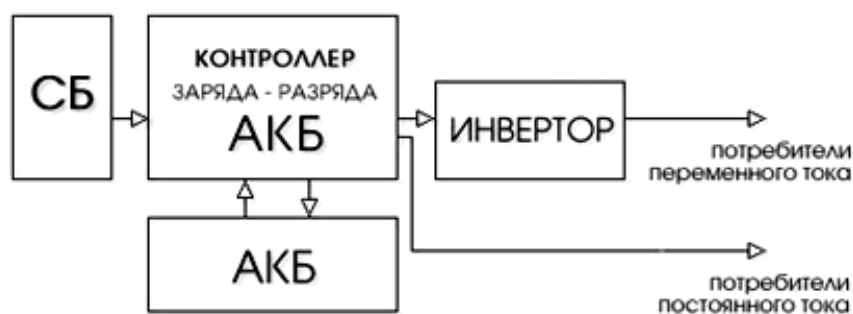 СБ
КОНТРОЛЛЕР
ЗАРЯДА - РАЗРЯДА
АКБ
ИНВЕРТОР
потребители
переменного тока
АКБ
потребители
постоянного тока